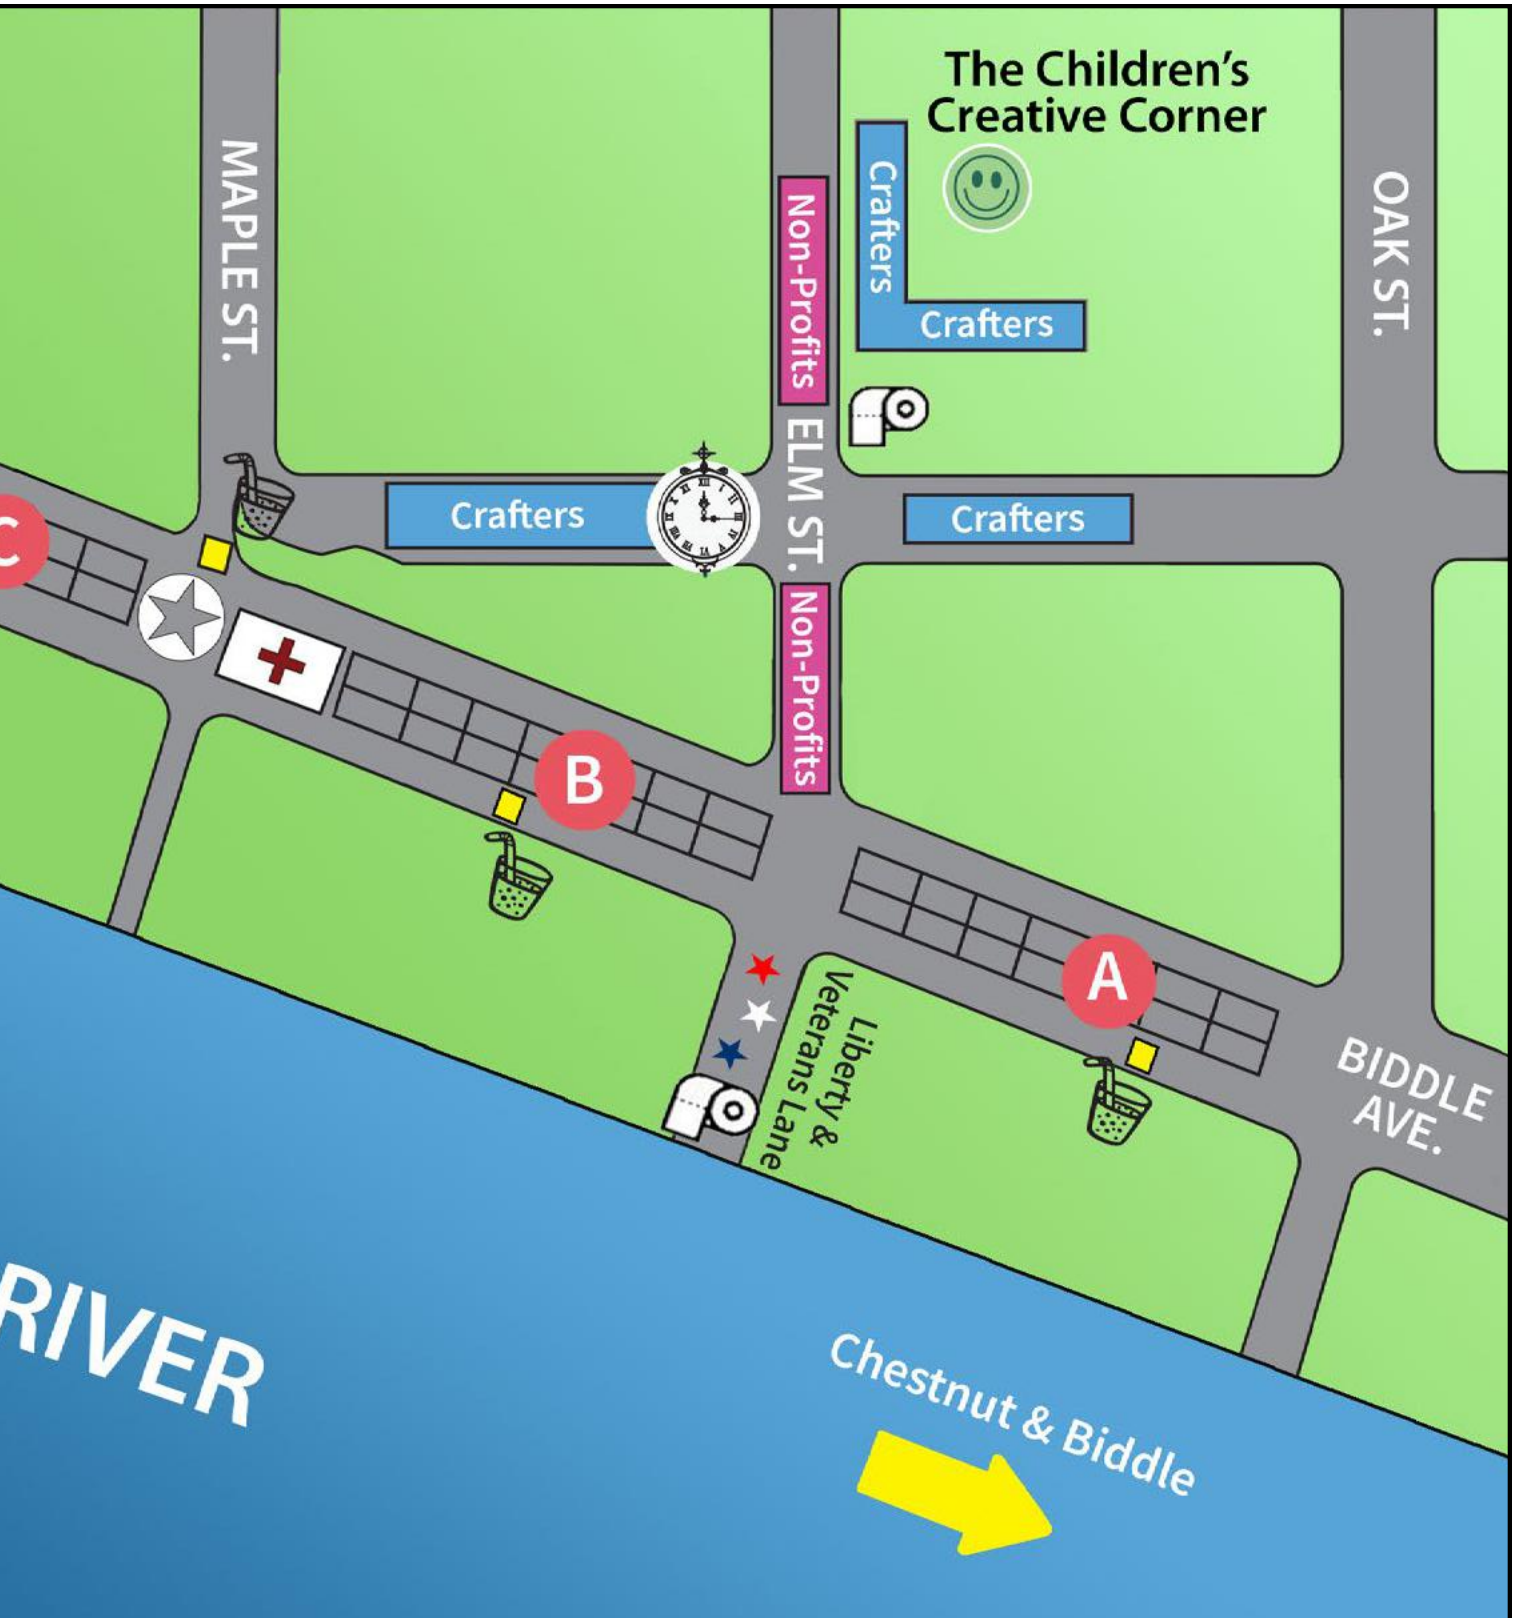 The Children's
Creative Corner
MAPLE ST.
Non-Profits
Crafters
Crafters
OAK ST.
ELM ST.
Crafters
Crafters
C
Non-Profits
B
A
Liberty &
Veterans Lane
BIDDLE
AVE.
RIVER
Chestnut & Biddle